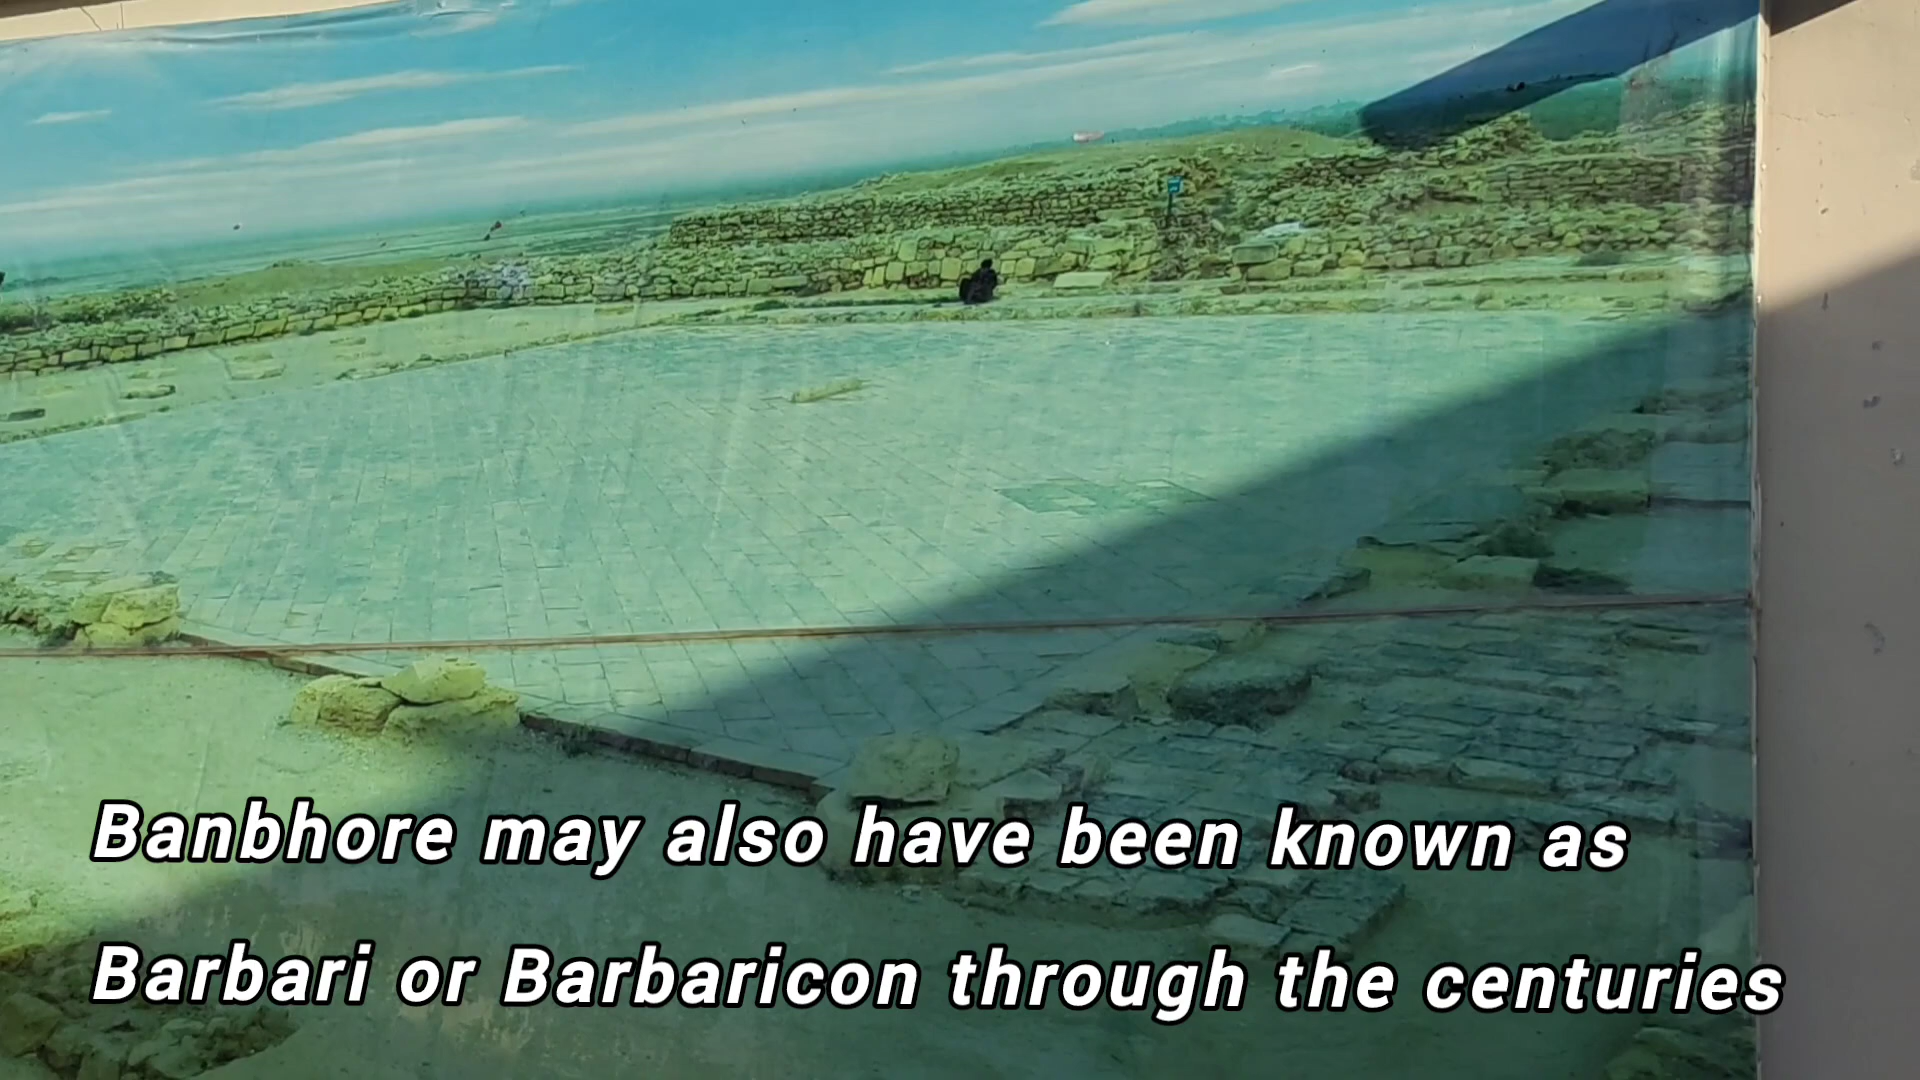 Banbhore may also have been known as
Barbari or Barbaricon through the centuries